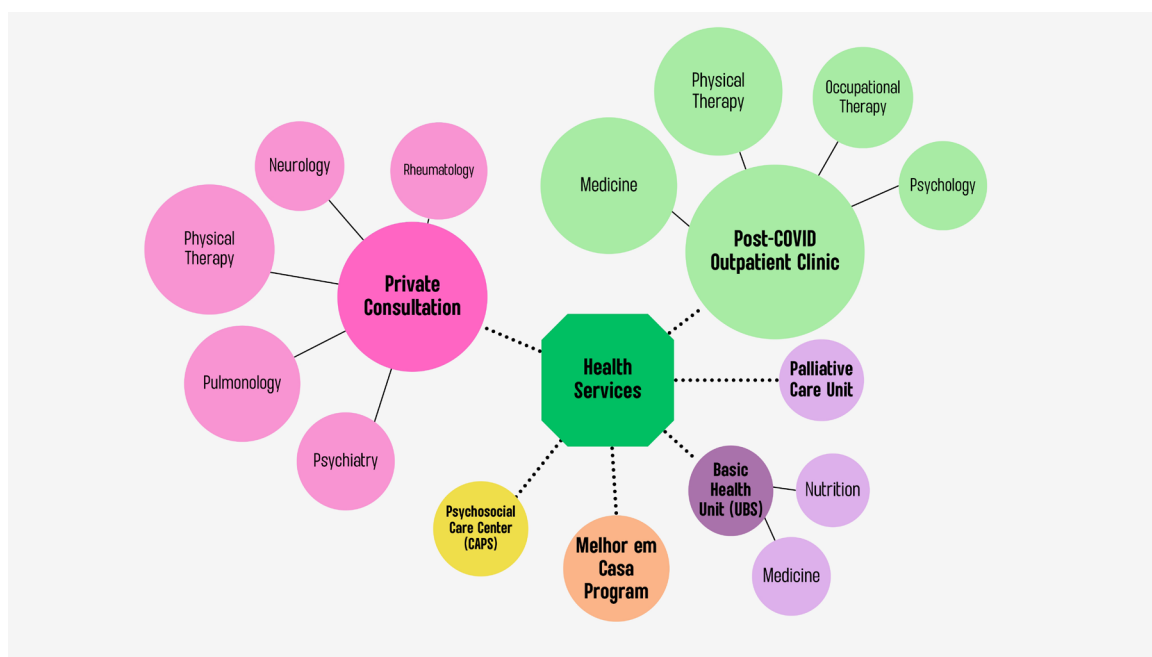 Physical
Therapy
Occupational
Therapy
Medicine
Psychology
Post-COVID
Outpatient Clinic
Neurology
Rheumatology
Physical
Therapy
Private
Consultation
Pulmonology
Psychiatry
Health
Services
Palliative
Care Unit
Basic
Health
Unit (UBS)
Nutrition
Medicine
Psychosocial
Care Center
(CAPS)
Melhor em
Casa
Program